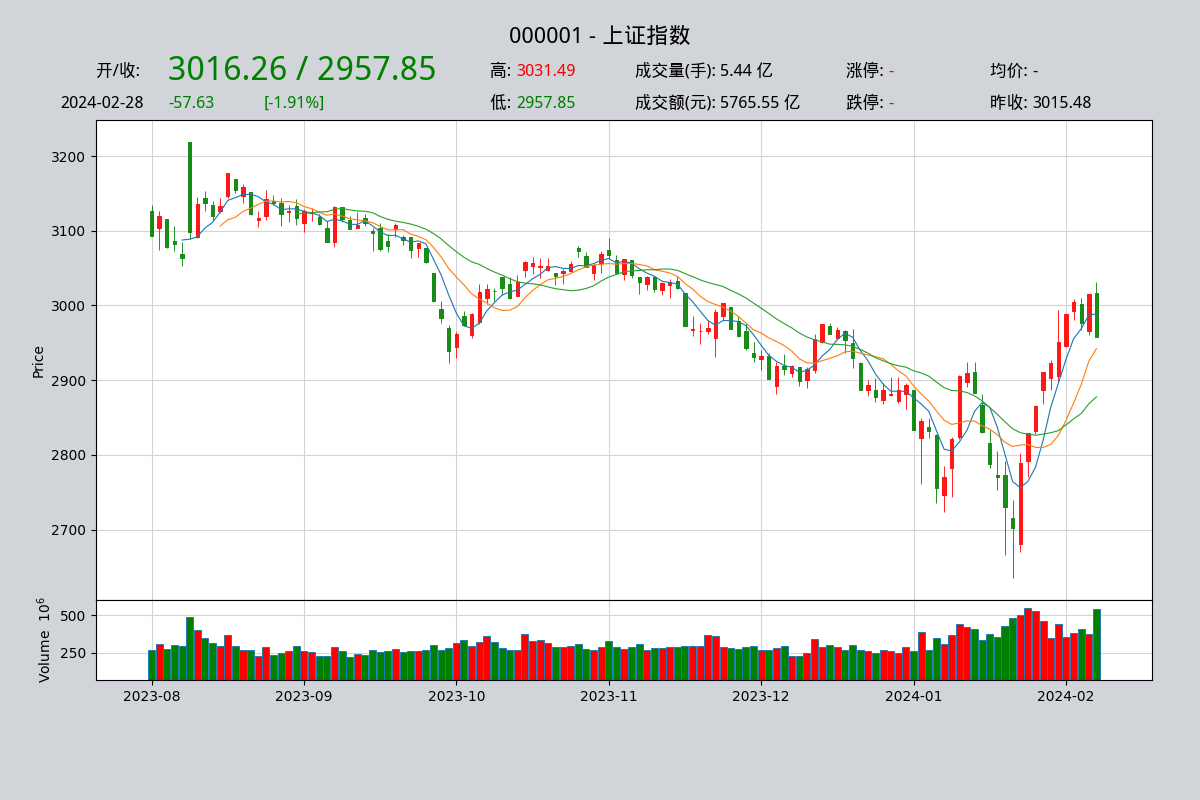 000001 - 上证指数
开/收: 3016.26 / 2957.85 高: 3031.49 成交量(手): 5.44 亿 涨停: - 均价: -
2024-02-28 -57.63 [-1.91%] 低: 2957.85 成交额(元): 5765.55 亿 跌停: - 昨收: 3015.48
3200
3100
3000
2900
2800
2700
Price
500
250
Volume 10^6
2023-08 2023-09 2023-10 2023-11 2023-12 2024-01 2024-02